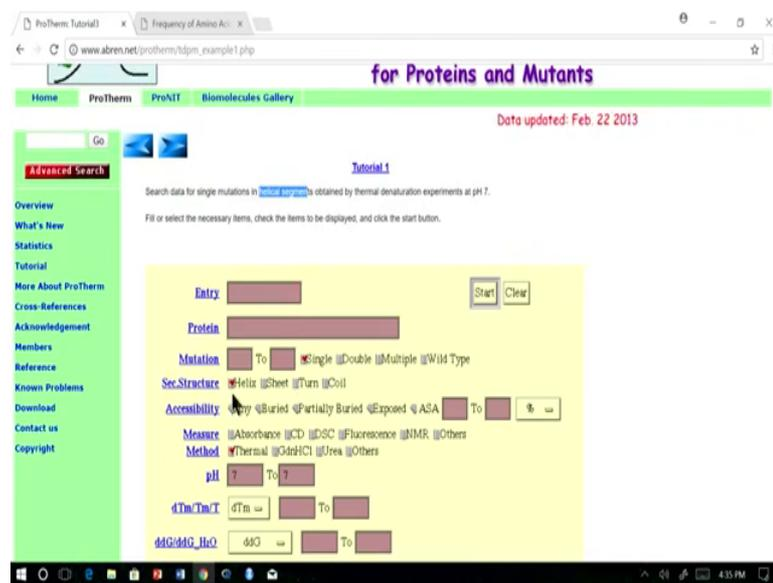 ProTherm: Tutorial3
Frequency of Amino Aci
www.abren.net/protherm/tdpm_example1.php
for Proteins and Mutants
Home ProTherm ProNIT Biomolecules Gallery
Data updated: Feb. 22 2013
Go
Advanced Search
Tutorial 1
Search data for single mutations in helical segments obtained by thermal denaturation experiments at pH 7.
Fill or select the necessary items, check the items to be displayed, and click the start button.
Overview
What's New
Statistics
Tutorial
More About ProTherm
Cross-References
Acknowledgement
Members
Reference
Known Problems
Download
Contact us
Copyright
Entry Start Clear
Protein
Mutation To Single Double Multiple Wild Type
Sec.Structure Helix Sheet Turn Coil
Accessibility Any Buried Partially Buried Exposed ASA To %
Measure Absorbance CD DSC Fluorescence NMR Others
Method Thermal GdnHCl Urea Others
pH 7 To 7
dTm/Tm/T dTm To
ddG/ddG_H2O ddG To
4:35 PM